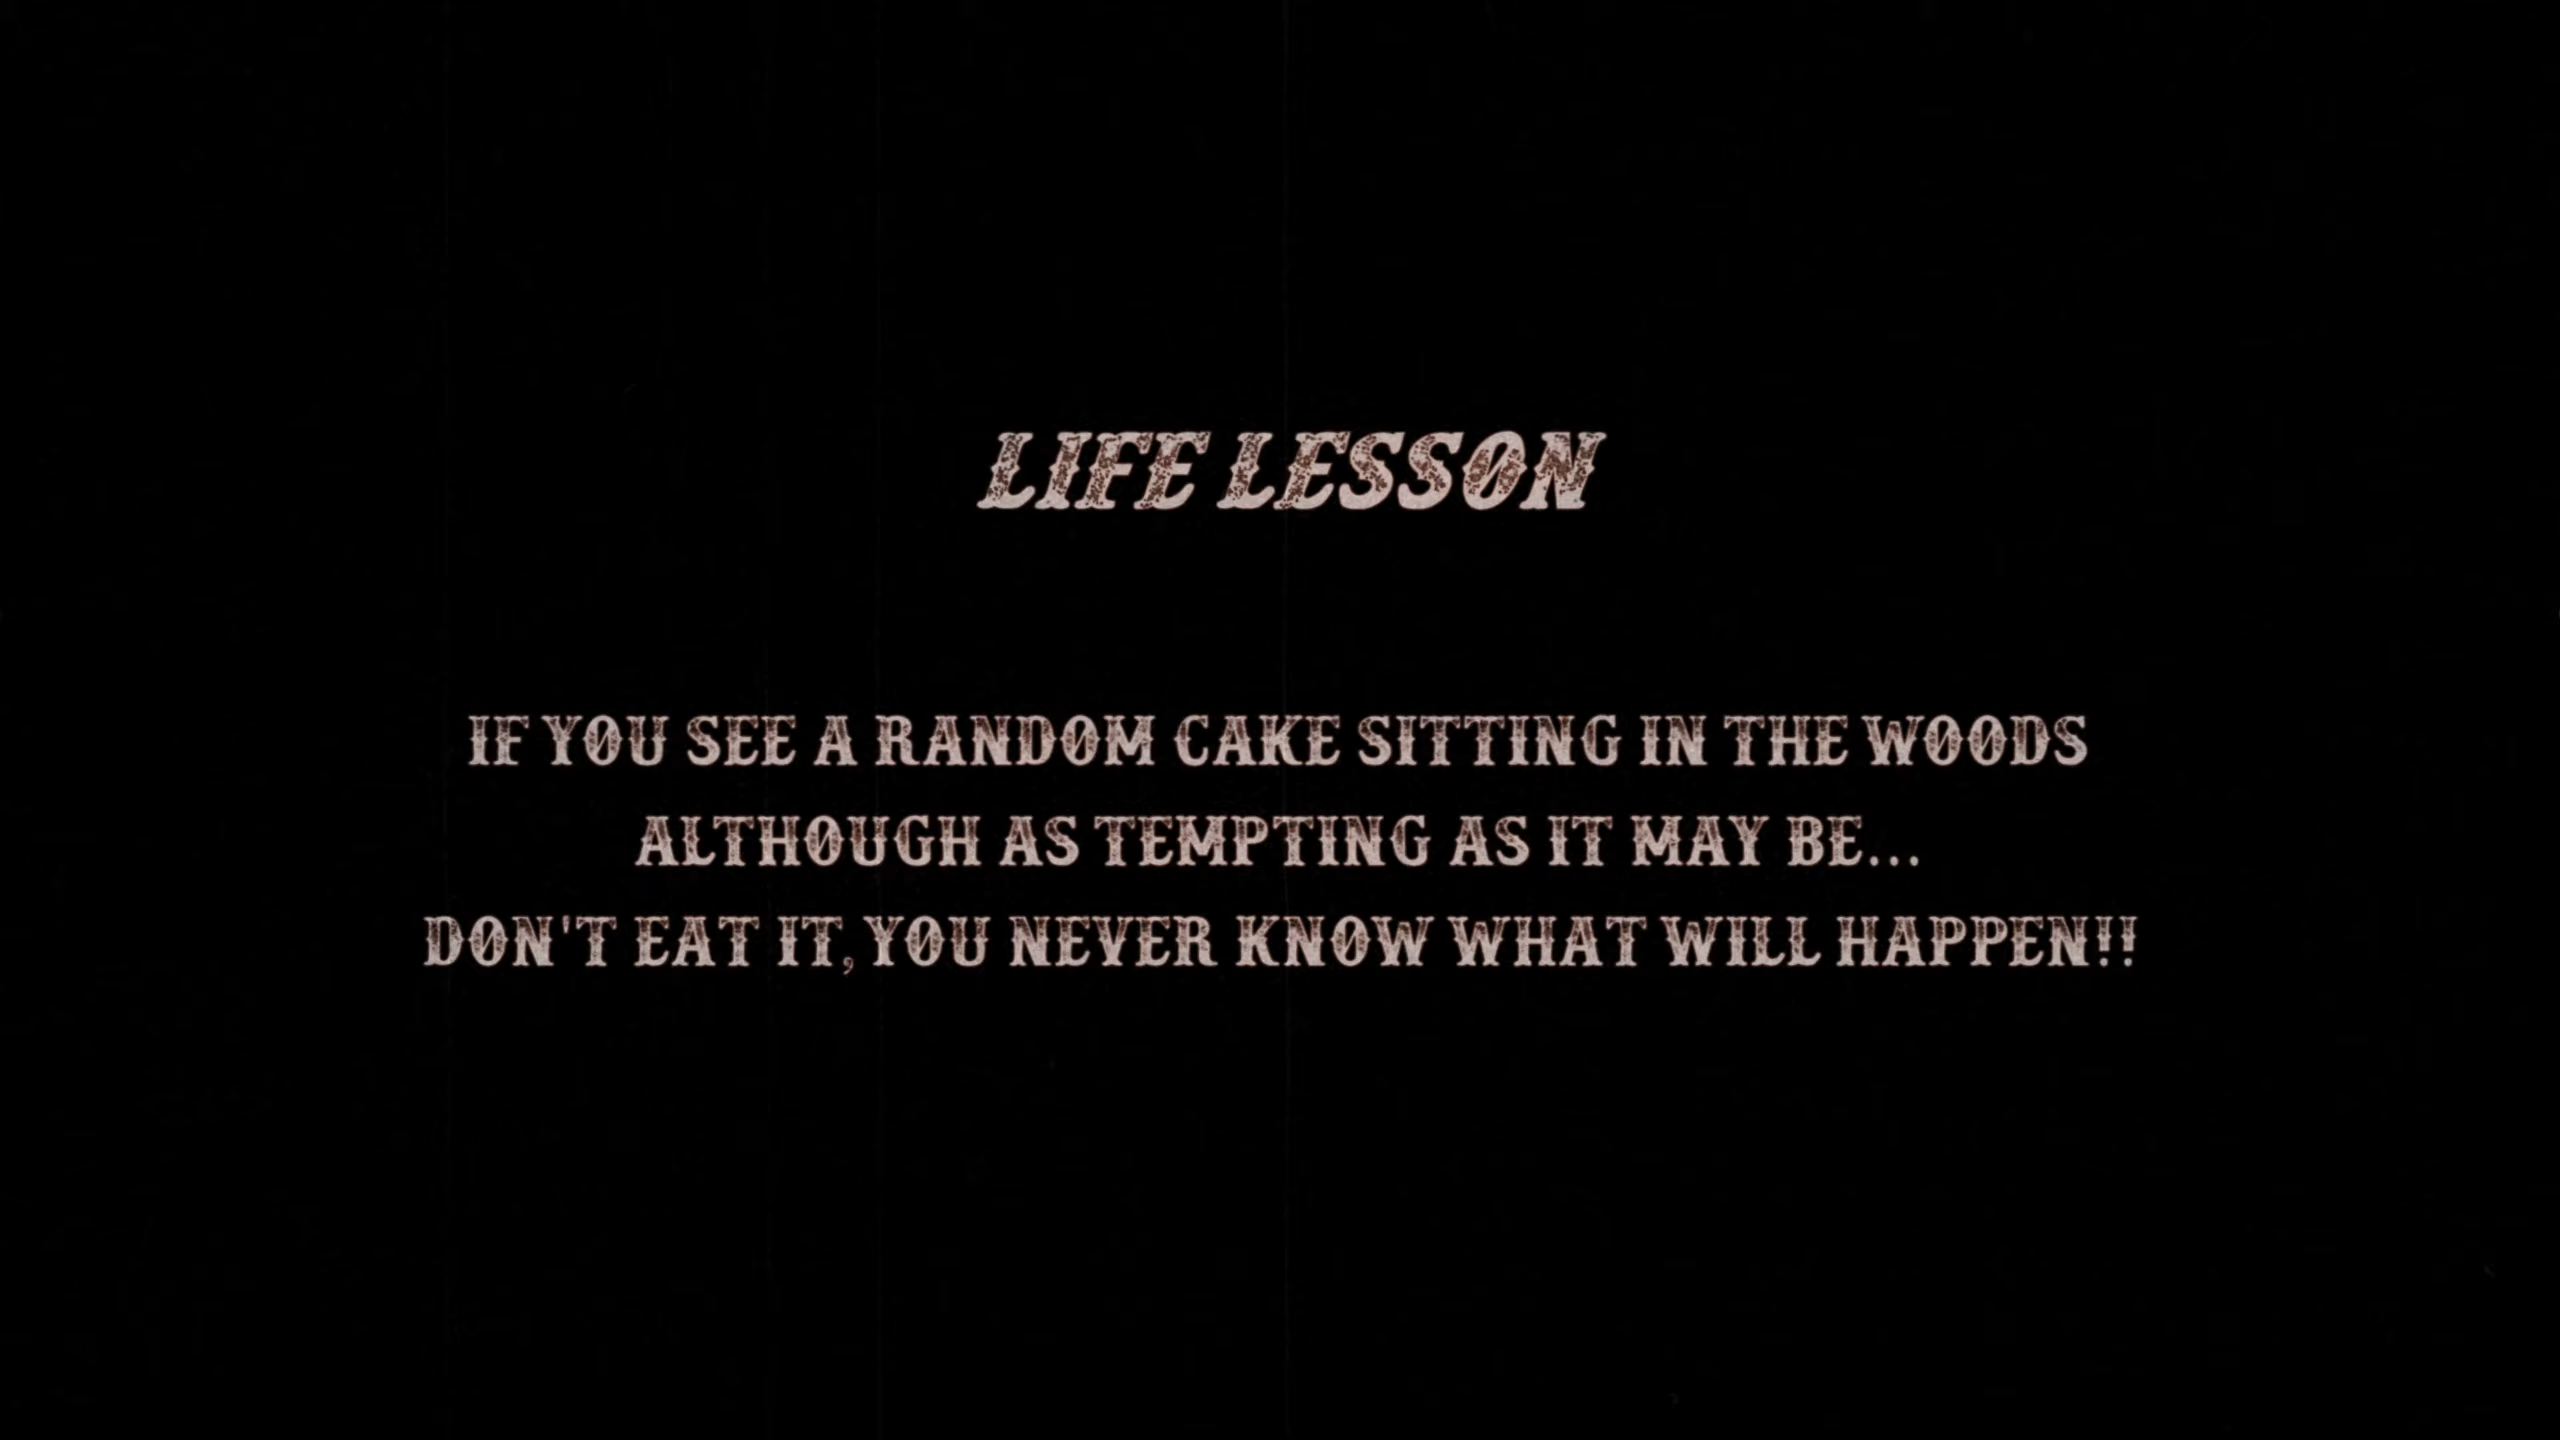 LIFE LESSON
IF YOU SEE A RANDOM CAKE SITTING IN THE WOODS
ALTHOUGH AS TEMPTING AS IT MAY BE...
DON'T EAT IT, YOU NEVER KNOW WHAT WILL HAPPEN!!